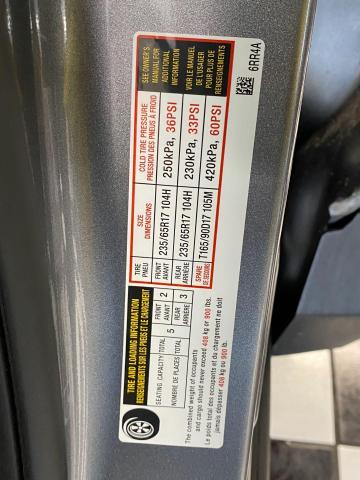 TIRE AND LOADING INFORMATION
RENSEIGNEMENTS SUR LES PNEUS ET LE CHARGEMENT
SEATING CAPACITY TOTAL 5 FRONT AVANT 2 REAR ARRIÈRE 3
NOMBRE DE PLACES TOTAL
The combined weight of occupants
and cargo should never exceed 408 kg or 900 lbs.
Le poids total des occupants et du chargement ne doit
jamais dépasser 408 kg ou 900 lb.
TIRE PNEU
SIZE DIMENSIONS
COLD TIRE PRESSURE
PRESSION DES PNEUS À FROID
FRONT AVANT 235/65R17 104H 250kPa, 36PSI
REAR ARRIÈRE 235/65R17 104H 230kPa, 33PSI
SPARE DE SECOURS T165/90D17 105M 420kPa, 60PSI
SEE OWNER'S
MANUAL FOR
ADDITIONAL
INFORMATION
VOIR LE MANUEL
DE L'USAGER
POUR PLUS DE
RENSEIGNEMENTS
6RR4A